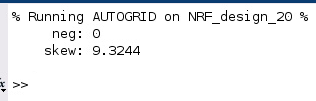 % Running AUTOGRID on NRF_design_20 %
neg: 0
skew: 9.3244
>>